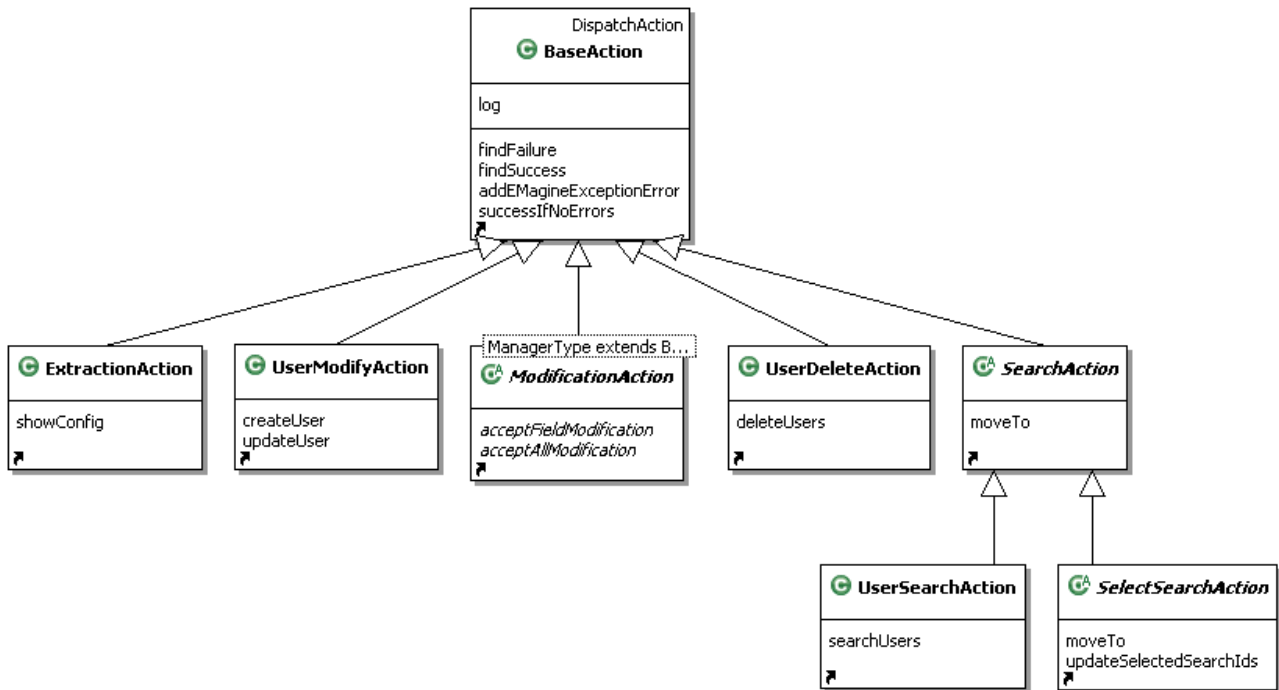 DispatchAction
BaseAction
log
findFailure
findSuccess
addEMagineExceptionError
successIfNoErrors
ExtractionAction
showConfig
UserModifyAction
createUser
updateUser
ManagerType extends B...
ModificationAction
acceptFieldModification
acceptAllModification
UserDeleteAction
deleteUsers
SearchAction
moveTo
UserSearchAction
searchUsers
SelectSearchAction
moveTo
updateSelectedSearchIds